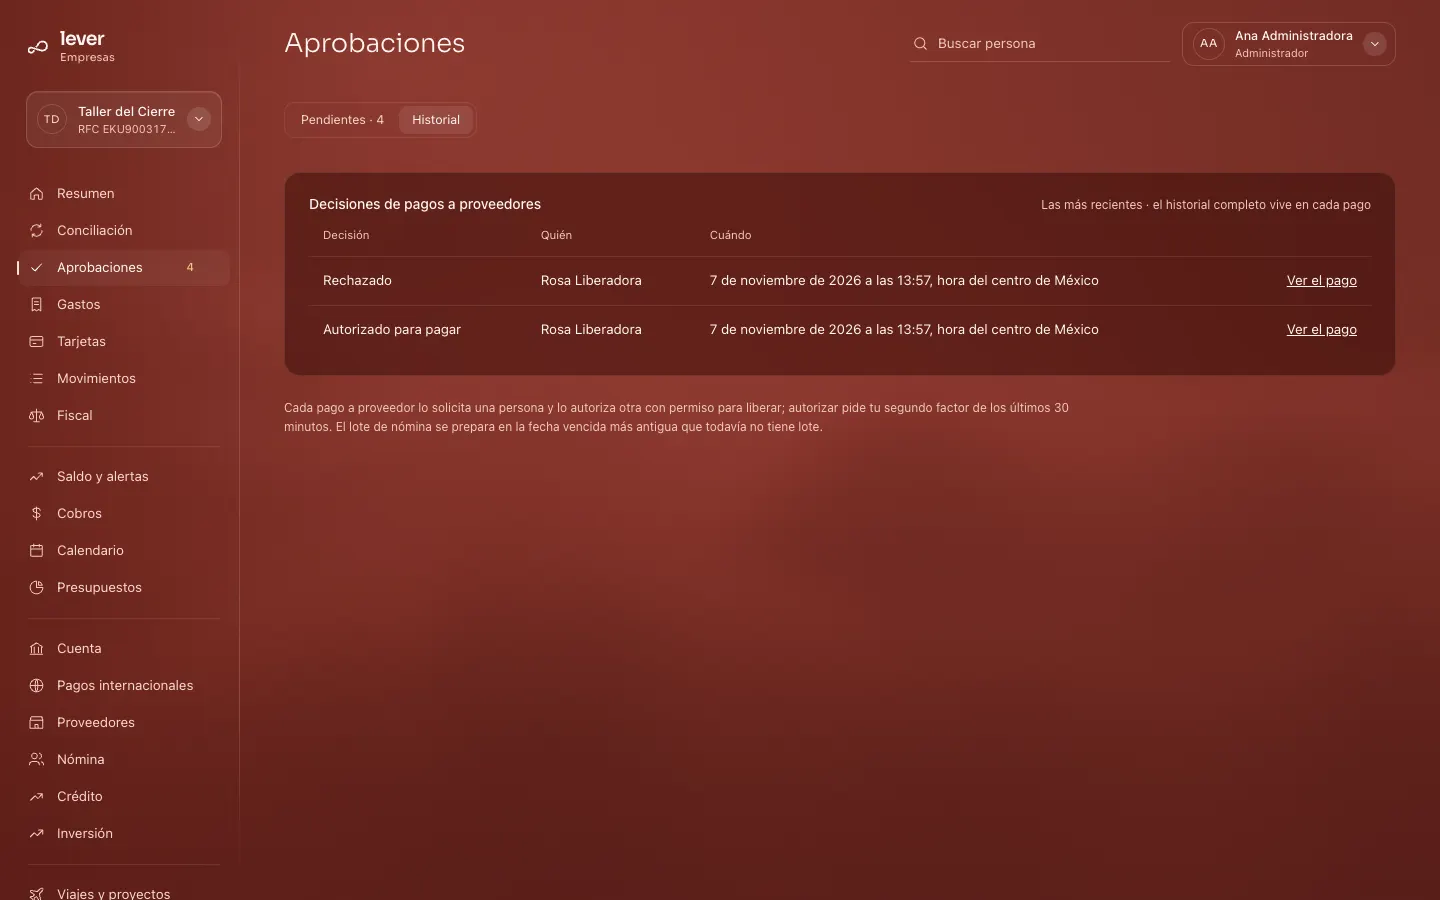 lever
Empresas
TD
Taller del Cierre
RFC EKU900317...
Resumen
Conciliación
Aprobaciones 4
Gastos
Tarjetas
Movimientos
Fiscal
Saldo y alertas
Cobros
Calendario
Presupuestos
Cuenta
Pagos internacionales
Proveedores
Nómina
Crédito
Inversión
Viajes y proyectos
Aprobaciones
Buscar persona
AA
Ana Administradora
Administrador
Pendientes · 4 Historial
Decisiones de pagos a proveedores Las más recientes · el historial completo vive en cada pago
Decisión Quién Cuándo
Rechazado Rosa Liberadora 7 de noviembre de 2026 a las 13:57, hora del centro de México Ver el pago
Autorizado para pagar Rosa Liberadora 7 de noviembre de 2026 a las 13:57, hora del centro de México Ver el pago
Cada pago a proveedor lo solicita una persona y lo autoriza otra con permiso para liberar; autorizar pide tu segundo factor de los últimos 30
minutos. El lote de nómina se prepara en la fecha vencida más antigua que todavía no tiene lote.